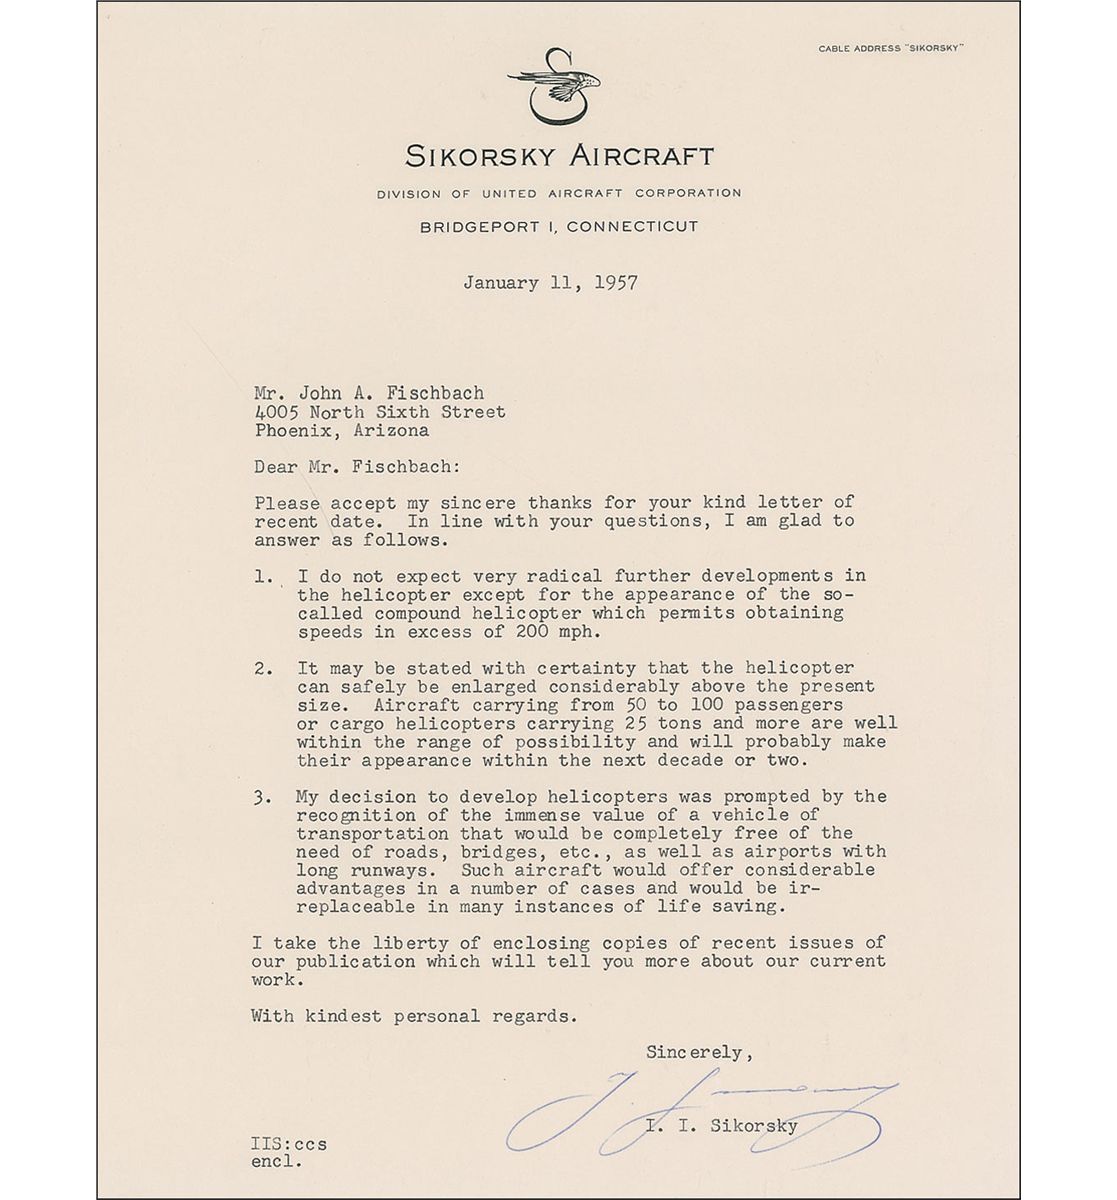 CABLE ADDRESS "SIKORSKY"
S
SIKORSKY AIRCRAFT
DIVISION OF UNITED AIRCRAFT CORPORATION
BRIDGEPORT 1, CONNECTICUT
January 11, 1957
Mr. John A. Fischbach
4005 North Sixth Street
Phoenix, Arizona
Dear Mr. Fischbach:
Please accept my sincere thanks for your kind letter of
recent date. In line with your questions, I am glad to
answer as follows.
1. I do not expect very radical further developments in
the helicopter except for the appearance of the so-
called compound helicopter which permits obtaining
speeds in excess of 200 mph.
2. It may be stated with certainty that the helicopter
can safely be enlarged considerably above the present
size. Aircraft carrying from 50 to 100 passengers
or cargo helicopters carrying 25 tons and more are well
within the range of possibility and will probably make
their appearance within the next decade or two.
3. My decision to develop helicopters was prompted by the
recognition of the immense value of a vehicle of
transportation that would be completely free of the
need of roads, bridges, etc., as well as airports with
long runways. Such aircraft would offer considerable
advantages in a number of cases and would be ir-
replaceable in many instances of life saving.
I take the liberty of enclosing copies of recent issues of
our publication which will tell you more about our current
work.
With kindest personal regards.
Sincerely,
I. Sikorsky
I. I. Sikorsky
IIS:ccs
encl.